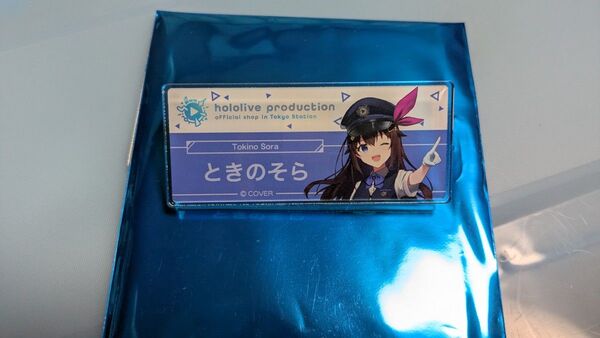 hololive production
official shop in Tokyo Station
Tokino Sora
ときのそら
© COVER